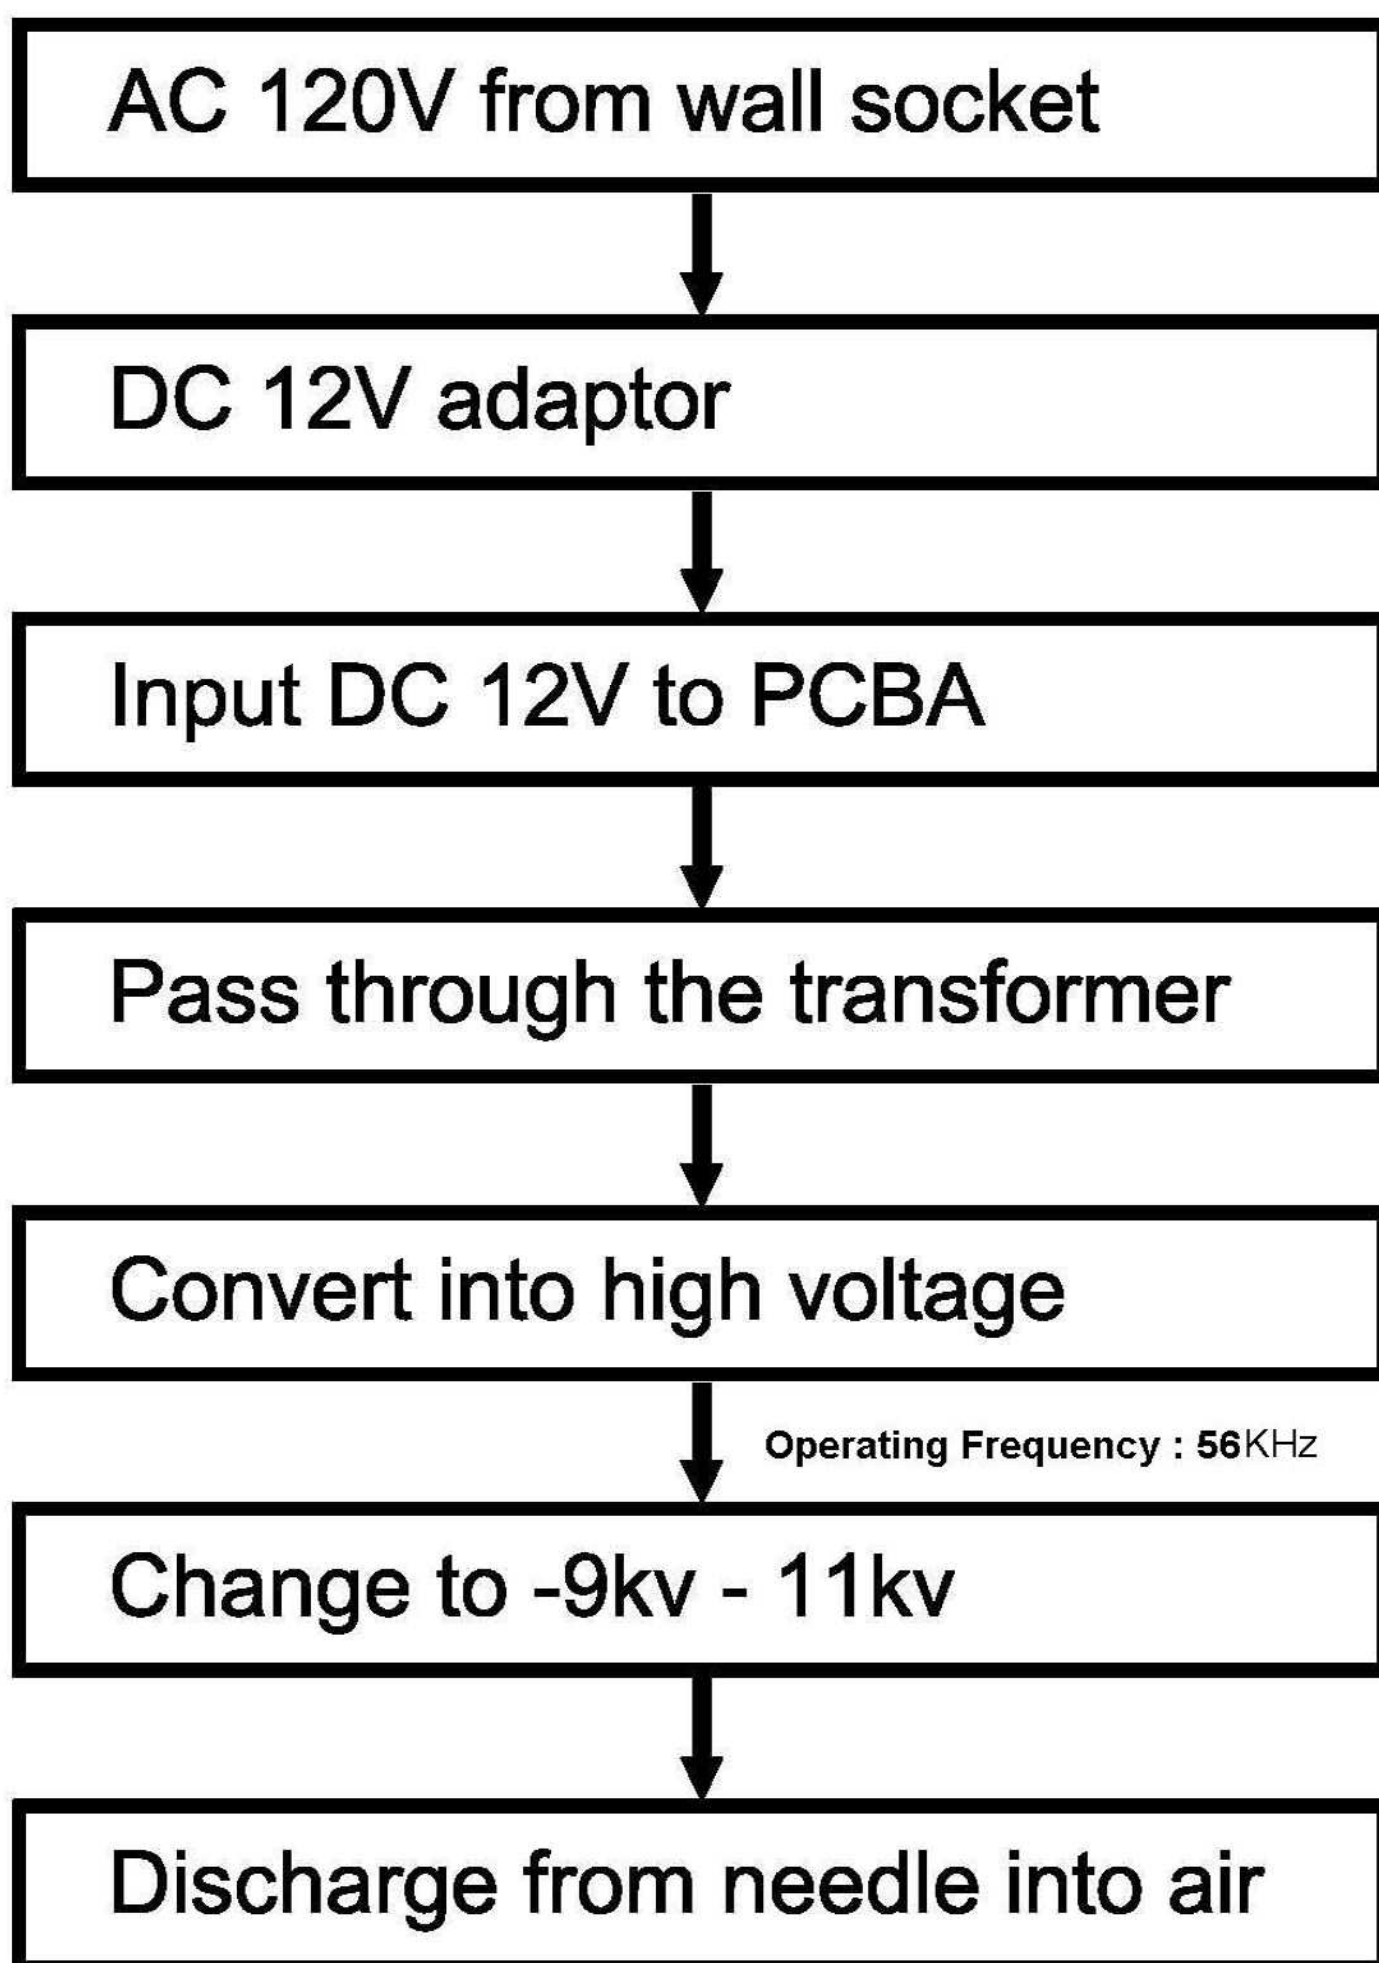 AC 120V from wall socket
DC 12V adaptor
Input DC 12V to PCBA
Pass through the transformer
Convert into high voltage
Operating Frequency : 56KHz
Change to -9kv - 11kv
Discharge from needle into air